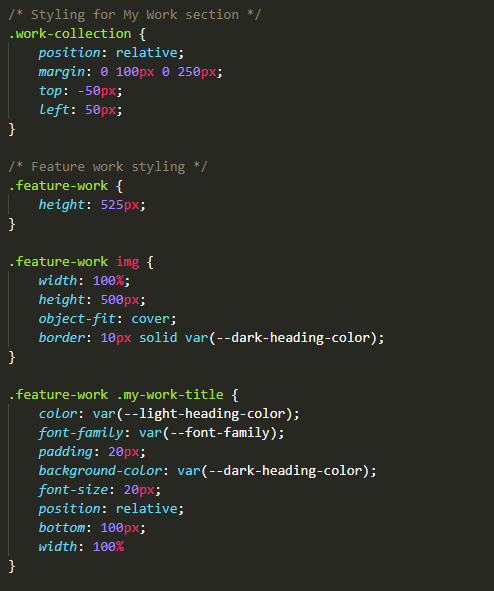 /* Styling for My Work section */
.work-collection {
    position: relative;
    margin: 0 100px 0 250px;
    top: -50px;
    left: 50px;
}

/* Feature work styling */
.feature-work {
    height: 525px;
}

.feature-work img {
    width: 100%;
    height: 500px;
    object-fit: cover;
    border: 10px solid var(--dark-heading-color);
}

.feature-work .my-work-title {
    color: var(--light-heading-color);
    font-family: var(--font-family);
    padding: 20px;
    background-color: var(--dark-heading-color);
    font-size: 20px;
    position: relative;
    bottom: 100px;
    width: 100%
}